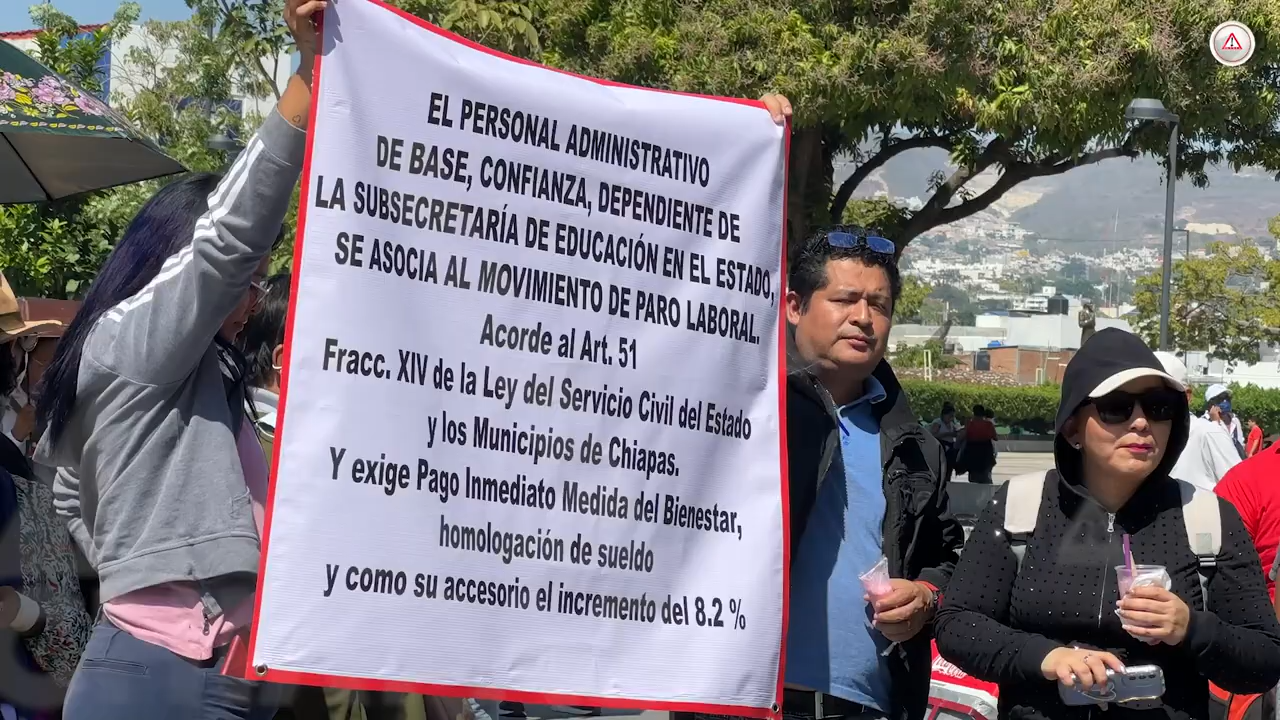 EL PERSONAL ADMINISTRATIVO
DE BASE, CONFIANZA, DEPENDIENTE DE
LA SUBSECRETARÍA DE EDUCACIÓN EN EL ESTADO,
SE ASOCIA AL MOVIMIENTO DE PARO LABORAL.
Acorde al Art. 51
Fracc. XIV de la Ley del Servicio Civil del Estado
y los Municipios de Chiapas.
Y exige Pago Inmediato Medida del Bienestar,
homologación de sueldo
y como su accesorio el incremento del 8.2 %